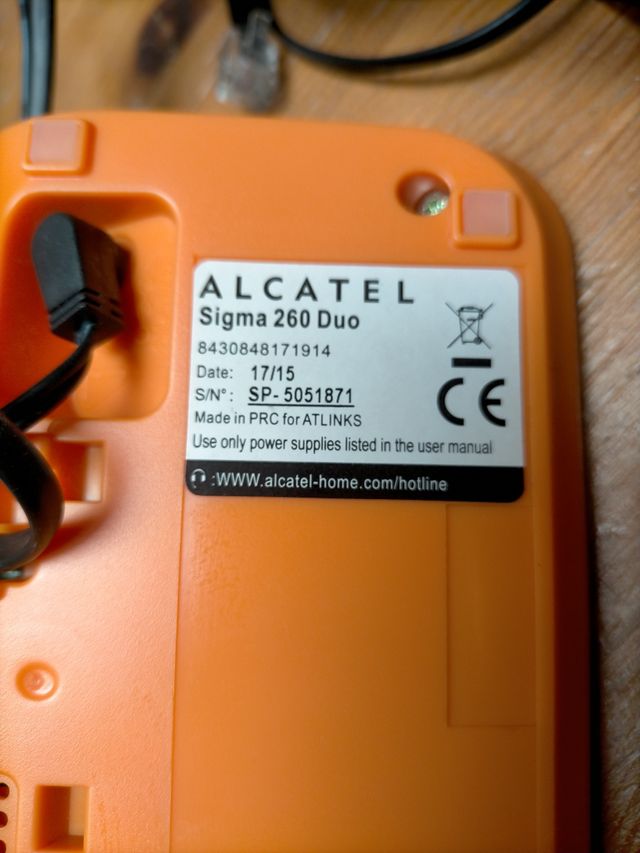 ALCATEL
Sigma 260 Duo
8430848171914
Date: 17/15
S/N°: SP-5051871
Made in PRC for ATLINKS
Use only power supplies listed in the user manual
CE
:WWW.alcatel-home.com/hotline